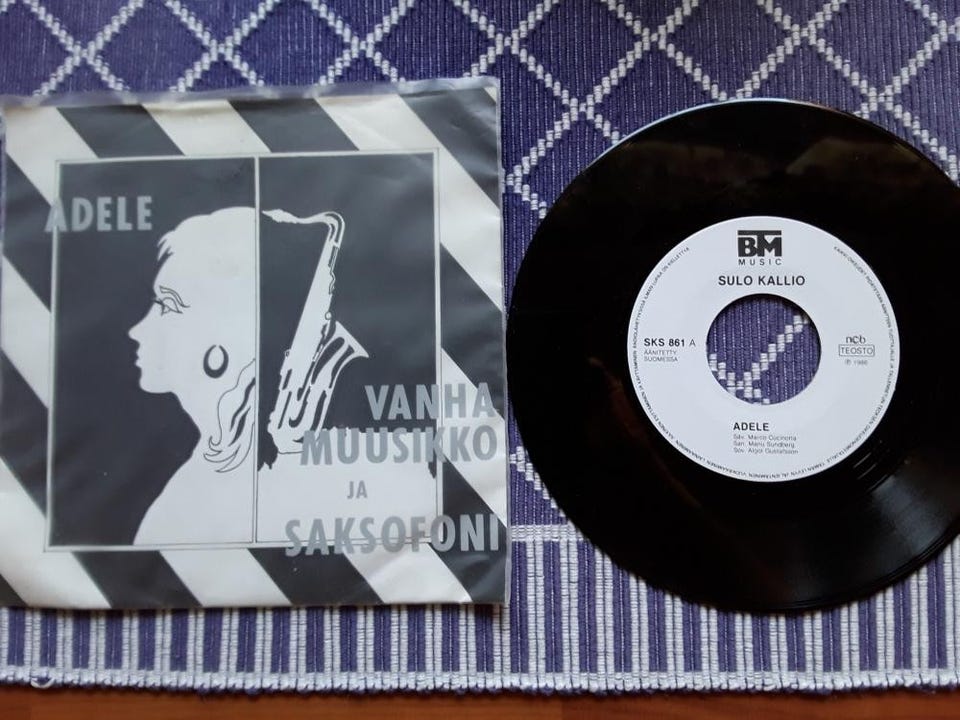 ADELE
VANHA
MUUSIKKO
JA
SAKSOFONI
BTM
MUSIC
SULO KALLIO
SKS 861 A
ÄÄNITETTY
SUOMESSA
ncb
TEOSTO
℗ 1986
ADELE
Säv. Marco Cucinotta
San. Manu Sundberg
Sov. Algot Gustafsson